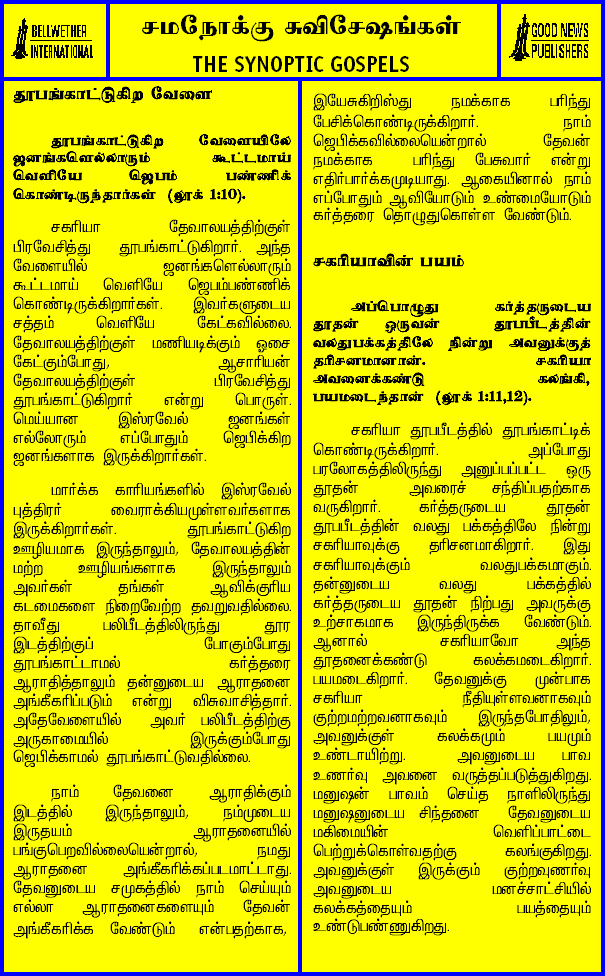 BELLWETHER
INTERNATIONAL
சமநோக்கு சுவிசேஷங்கள்
THE SYNOPTIC GOSPELS
GOOD NEWS
PUBLISHERS
தூபங்காட்டுகிற வேளை
தூபங்காட்டுகிற வேளையிலே
ஜனங்களெல்லாரும் கூட்டமாய்
வெளியே ஜெபம் பண்ணிக்
கொண்டிருந்தார்கள் (லூக் 1:10).
சகரியா தேவாலயத்திற்குள்
பிரவேசித்து தூபங்காட்டுகிறார். அந்த
வேளையில் ஜனங்களெல்லாரும்
கூட்டமாய் வெளியே ஜெபம்பண்ணிக்
கொண்டிருக்கிறார்கள். இவர்களுடைய
சத்தம் வெளியே கேட்கவில்லை.
தேவாலயத்திற்குள் மணியடிக்கும் ஓசை
கேட்கும்போது, ஆசாரியன்
தேவாலயத்திற்குள் பிரவேசித்து
தூபங்காட்டுகிறார் என்று பொருள்.
மெய்யான இஸ்ரவேல் ஜனங்கள்
எல்லோரும் எப்போதும் ஜெபிக்கிற
ஜனங்களாக இருக்கிறார்கள்.
மார்க்க காரியங்களில் இஸ்ரவேல்
புத்திரர் வைராக்கியமுள்ளவர்களாக
இருக்கிறார்கள். தூபங்காட்டுகிற
ஊழியமாக இருந்தாலும், தேவாலயத்தின்
மற்ற ஊழியங்களாக இருந்தாலும்
அவர்கள் தங்கள் ஆவிக்குரிய
கடமைகளை நிறைவேற்ற தவறுவதில்லை.
தாவீது பலிபீடத்திலிருந்து தூர
இடத்திற்குப் போகும்போது
தூபங்காட்டாமல் கர்த்தரை
ஆராதித்தாலும் தன்னுடைய ஆராதனை
அங்கீகரிப்படும் என்று விசுவாசித்தார்.
அதேவேளையில் அவர் பலிபீடத்திற்கு
அருகாமையில் இருக்கும்போது
ஜெபிக்காமல் தூபங்காட்டுவதில்லை.
நாம் தேவனை ஆராதிக்கும்
இடத்தில் இருந்தாலும், நம்முடைய
இருதயம் ஆராதனையில்
பங்குபெறவில்லையென்றால், நமது
ஆராதனை அங்கீகரிக்கப்படமாட்டாது.
தேவனுடைய சமுகத்தில் நாம் செய்யும்
எல்லா ஆராதனைகளையும் தேவன்
அங்கீகரிக்க வேண்டும் என்பதற்காக,
இயேசுகிறிஸ்து நமக்காக பரிந்து
பேசிக்கொண்டிருக்கிறார். நாம்
ஜெபிக்கவில்லையென்றால் தேவன்
நமக்காக பரிந்து பேசுவார் என்று
எதிர்பார்க்கமுடியாது. ஆகையினால் நாம்
எப்போதும் ஆவியோடும் உண்மையோடும்
கர்த்தரை தொழுதுகொள்ள வேண்டும்.
சகரியாவின் பயம்
அப்பொழுது கர்த்தருடைய
தூதன் ஒருவன் தூபபீடத்தின்
வலதுபக்கத்திலே நின்று அவனுக்குத்
தரிசனமானான். சகரியா
அவனைக்கண்டு கலங்கி,
பயமடைந்தான் (லூக் 1:11,12).
சகரியா தூபபீடத்தில் தூபங்காட்டிக்
கொண்டிருக்கிறார். அப்போது
பரலோகத்திலிருந்து அனுப்பப்பட்ட ஒரு
தூதன் அவரைச் சந்திப்பதற்காக
வருகிறார். கர்த்தருடைய தூதன்
தூபபீடத்தின் வலது பக்கத்திலே நின்று
சகரியாவுக்கு தரிசனமாகிறார். இது
சகரியாவுக்கும் வலதுபக்கமாகும்.
தன்னுடைய வலது பக்கத்தில்
கர்த்தருடைய தூதன் நிற்பது அவருக்கு
உற்சாகமாக இருந்திருக்க வேண்டும்.
ஆனால் சகரியாவோ அந்த
தூதனைக்கண்டு கலக்கமடைகிறார்.
பயமடைகிறார். தேவனுக்கு முன்பாக
சகரியா நீதியுள்ளவனாகவும்
குற்றமற்றவனாகவும் இருந்தபோதிலும்,
அவனுக்குள் கலக்கமும் பயமும்
உண்டாயிற்று. அவனுடைய பாவ
உணர்வு அவனை வருத்தப்படுத்துகிறது.
மனுஷன் பாவம் செய்த நாளிலிருந்து
மனுஷனுடைய சிந்தனை தேவனுடைய
மகிமையின் வெளிப்பாட்டை
பெற்றுக்கொள்வதற்கு கலங்குகிறது.
அவனுக்குள் இருக்கும் குற்றவுணர்வு
அவனுடைய மனச்சாட்சியில்
கலக்கத்தையும் பயத்தையும்
உண்டுபண்ணுகிறது.